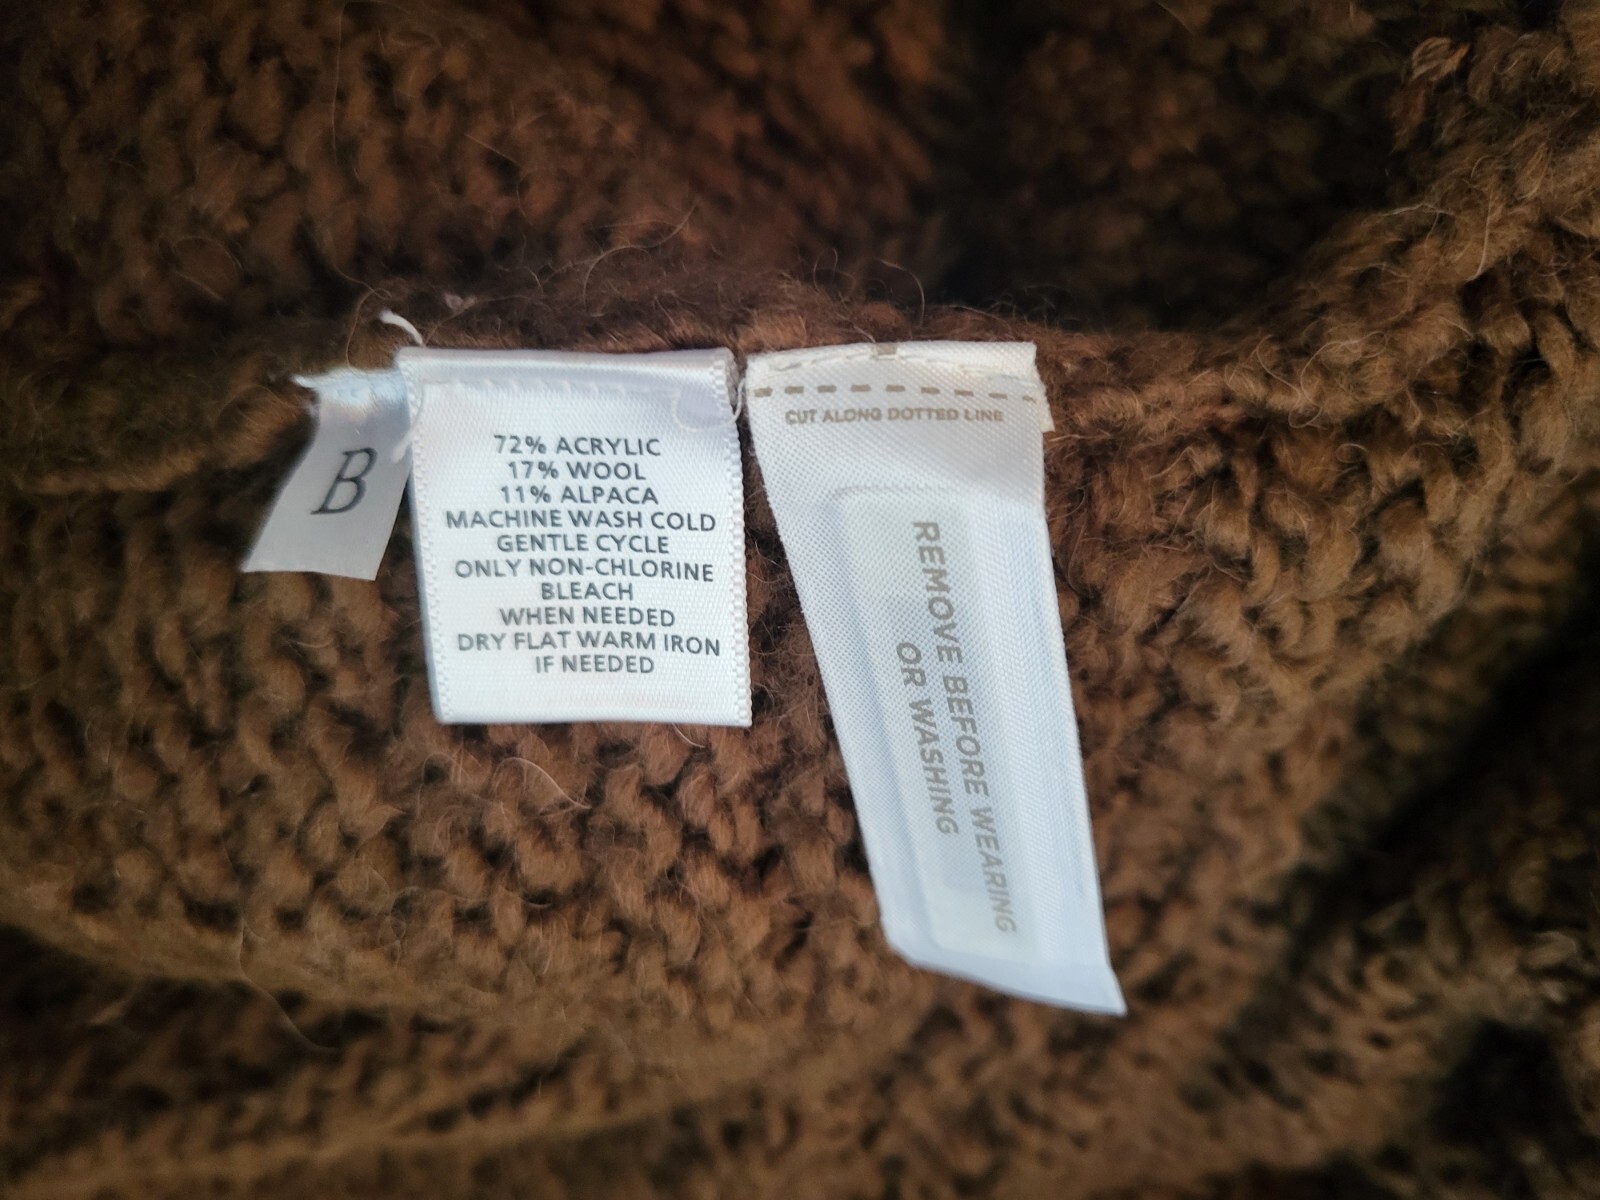 B
72% ACRYLIC
17% WOOL
11% ALPACA
MACHINE WASH COLD
GENTLE CYCLE
ONLY NON-CHLORINE
BLEACH
WHEN NEEDED
DRY FLAT WARM IRON
IF NEEDED
CUT ALONG DOTTED LINE
REMOVE BEFORE WEARING
OR WASHING